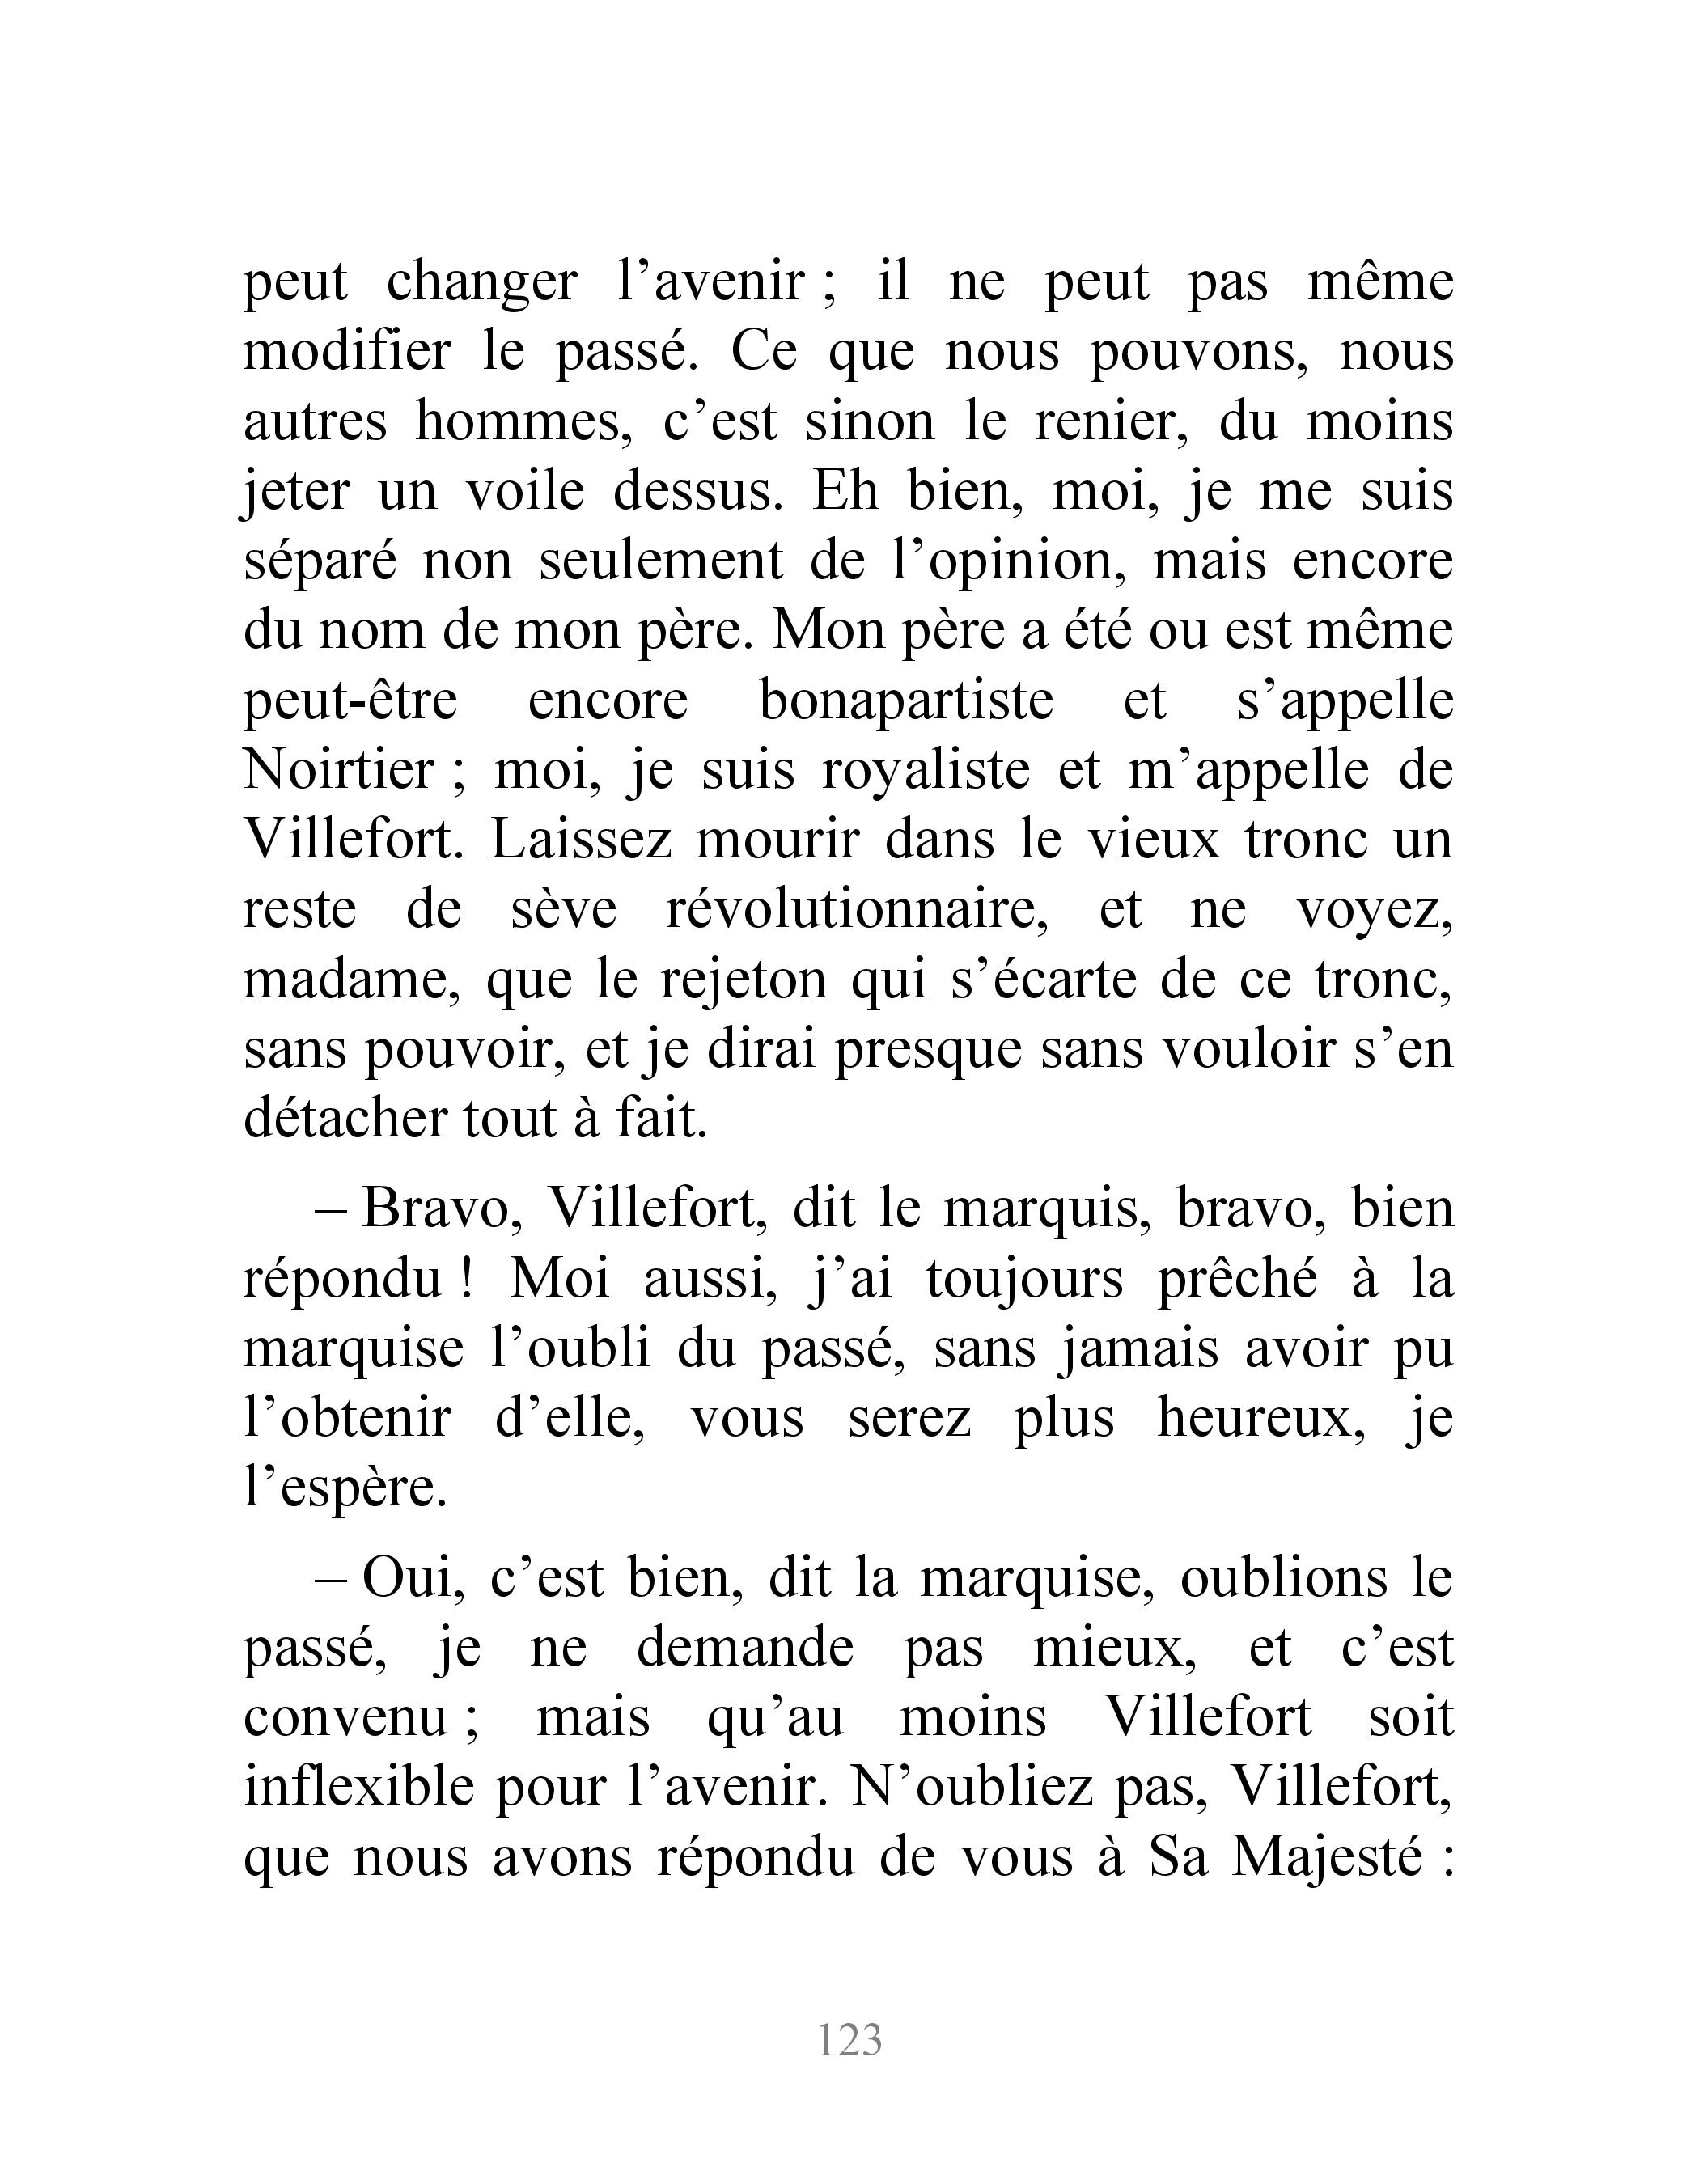 peut changer l’avenir ; il ne peut pas même
modifier le passé. Ce que nous pouvons, nous
autres hommes, c’est sinon le renier, du moins
jeter un voile dessus. Eh bien, moi, je me suis
séparé non seulement de l’opinion, mais encore
du nom de mon père. Mon père a été ou est même
peut-être encore bonapartiste et s’appelle
Noirtier ; moi, je suis royaliste et m’appelle de
Villefort. Laissez mourir dans le vieux tronc un
reste de sève révolutionnaire, et ne voyez,
madame, que le rejeton qui s’écarte de ce tronc,
sans pouvoir, et je dirai presque sans vouloir s’en
détacher tout à fait.
– Bravo, Villefort, dit le marquis, bravo, bien
répondu ! Moi aussi, j’ai toujours prêché à la
marquise l’oubli du passé, sans jamais avoir pu
l’obtenir d’elle, vous serez plus heureux, je
l’espère.
– Oui, c’est bien, dit la marquise, oublions le
passé, je ne demande pas mieux, et c’est
convenu ; mais qu’au moins Villefort soit
inflexible pour l’avenir. N’oubliez pas, Villefort,
que nous avons répondu de vous à Sa Majesté :
123